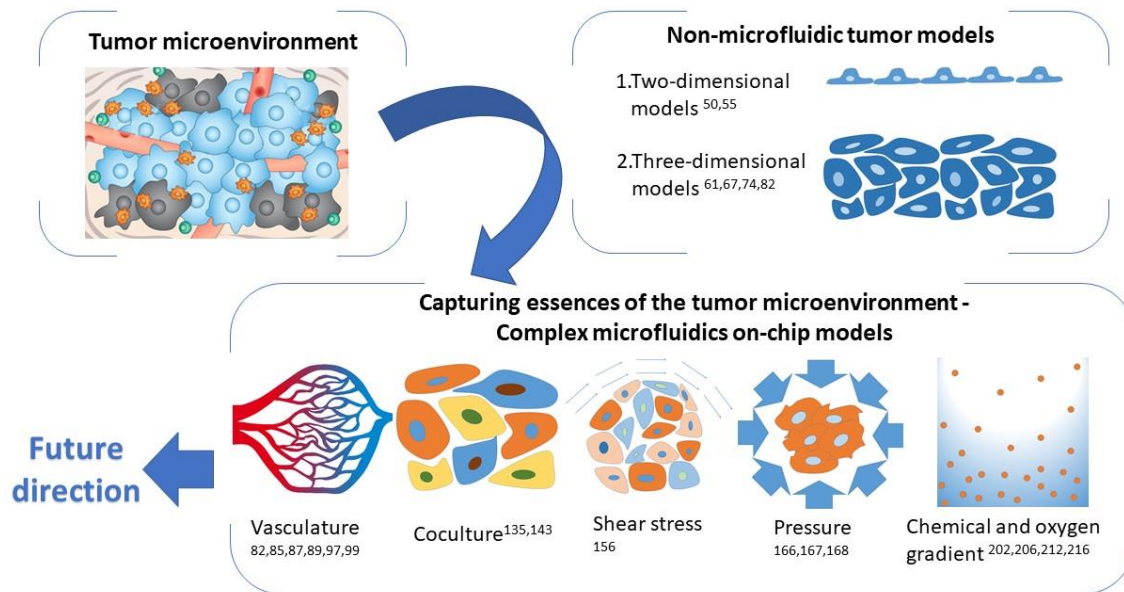 Tumor microenvironment
Non-microfluidic tumor models
1.Two-dimensional
models 50,55
2.Three-dimensional
models 61,67,74,82
Capturing essences of the tumor microenvironment -
Complex microfluidics on-chip models
Future
direction
Vasculature
82,85,87,89,97,99
Coculture135,143
Shear stress
156
Pressure
166,167,168
Chemical and oxygen
gradient 202,206,212,216